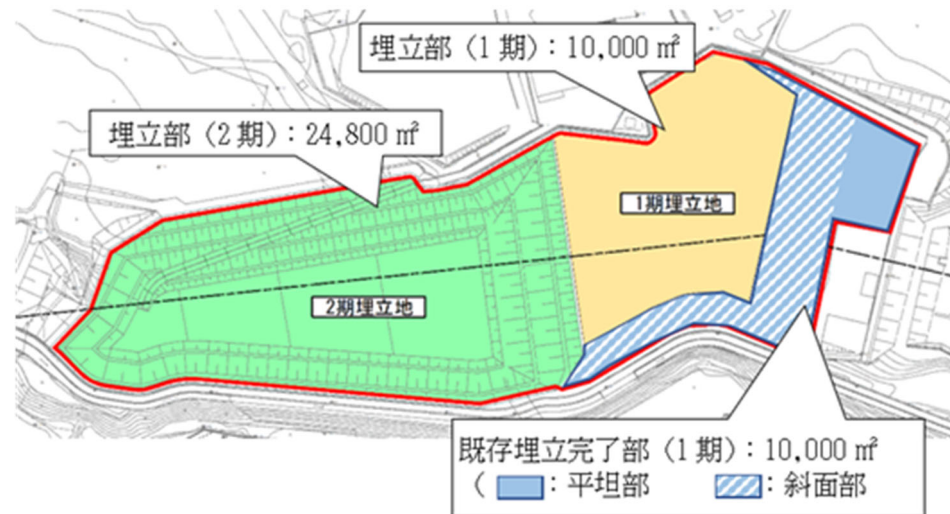 埋立部（1期）：10,000㎡
埋立部（2期）：24,800㎡
1期埋立地
2期埋立地
既存埋立完了部（1期）：10,000㎡
（ ：平坦部 ：斜面部